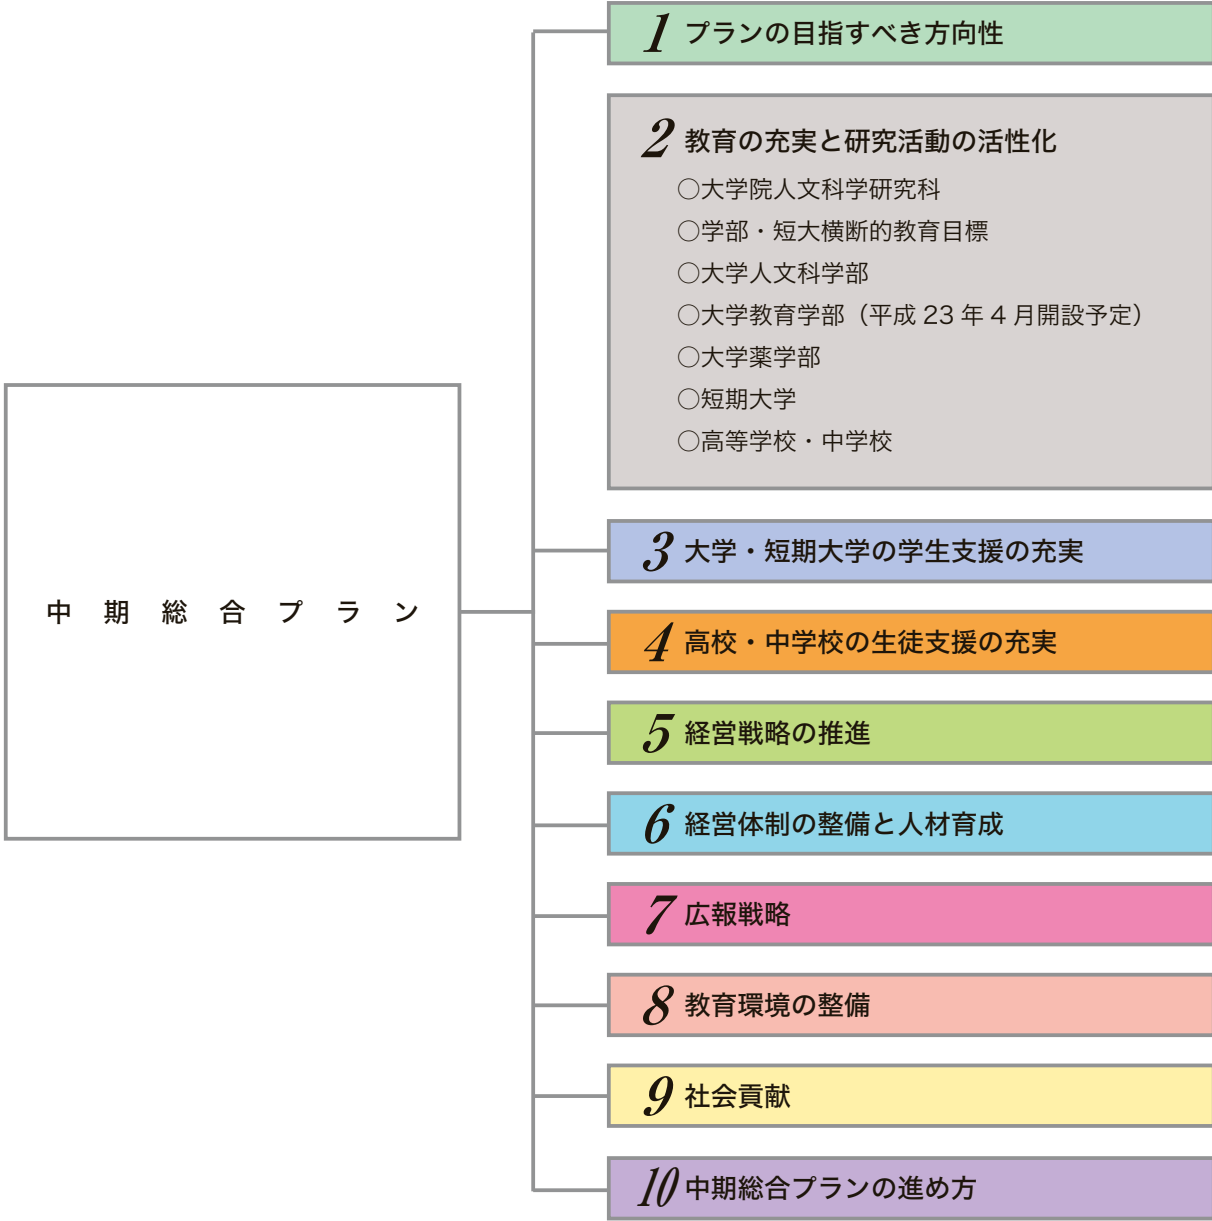 中期総合プラン
1 プランの目指すべき方向性
2 教育の充実と研究活動の活性化
○大学院人文科学研究科
○学部・短大横断的教育目標
○大学人文科学部
○大学教育学部（平成 23 年 4 月開設予定）
○大学薬学部
○短期大学
○高等学校・中学校
3 大学・短期大学の学生支援の充実
4 高校・中学校の生徒支援の充実
5 経営戦略の推進
6 経営体制の整備と人材育成
7 広報戦略
8 教育環境の整備
9 社会貢献
10 中期総合プランの進め方